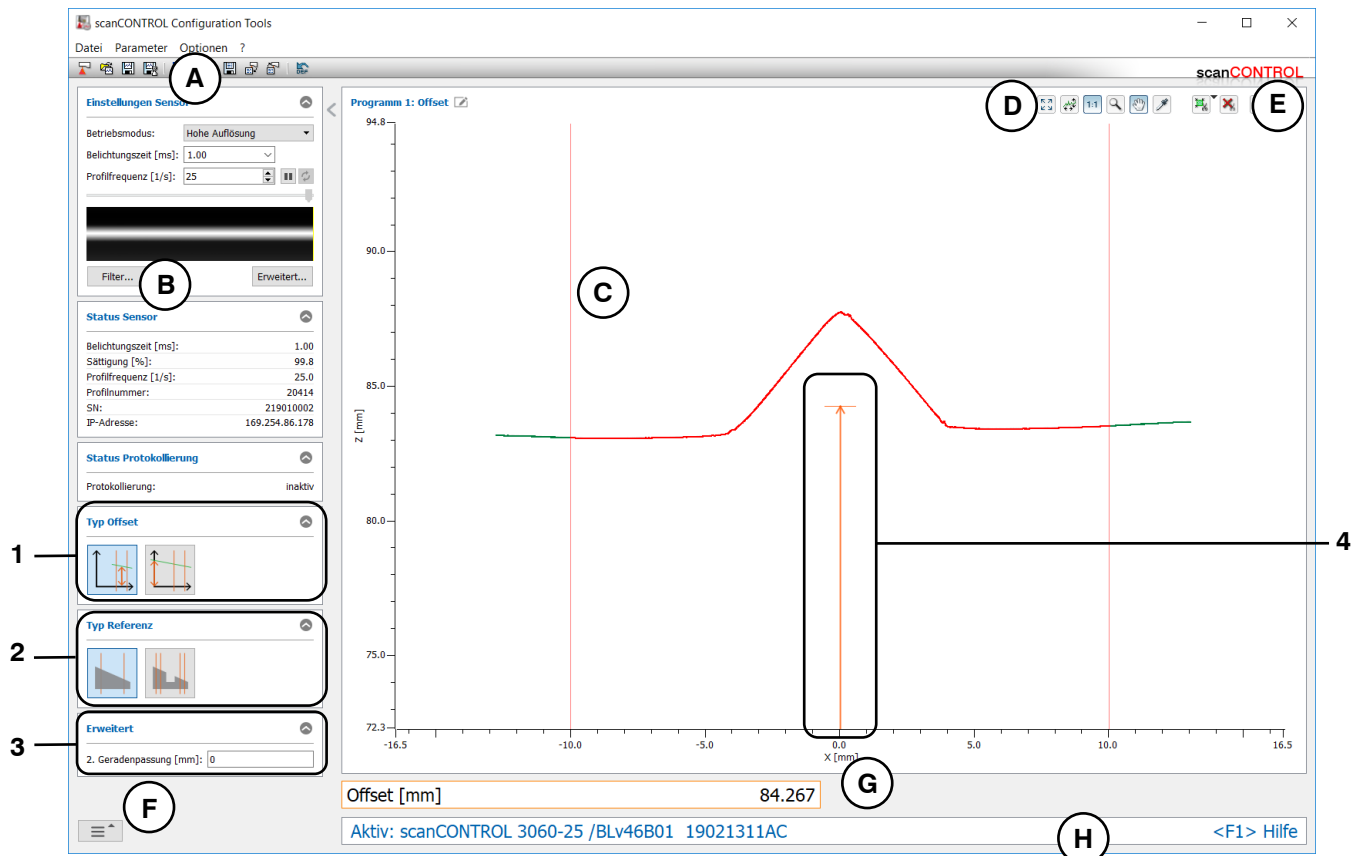 scanCONTROL Configuration Tools
Datei Parameter Optionen ?
A
scanCONTROL
Einstellungen Sensor
Betriebsmodus: Hohe Auflösung
Belichtungszeit [ms]: 1.00
Profilfrequenz [1/s]: 25
Filter...
B
Erweitert...
Status Sensor
Belichtungszeit [ms]: 1.00
Sättigung [%]: 99.8
Profilfrequenz [1/s]: 25.0
Profilnummer: 20414
SN: 219010002
IP-Adresse: 169.254.86.178
Status Protokollierung
Protokollierung: inaktiv
1
Typ Offset
2
Typ Referenz
3
Erweitert
2. Geradenpassung [mm]: 0
F
Programm 1: Offset
D
1:1
E
94.8
90.0
85.0
80.0
75.0
72.3
Z [mm]
C
4
-16.5 -10.0 -5.0 0.0 5.0 10.0 16.5
X [mm]
G
Offset [mm] 84.267
Aktiv: scanCONTROL 3060-25 /BLv46B01 19021311AC
H
<F1> Hilfe